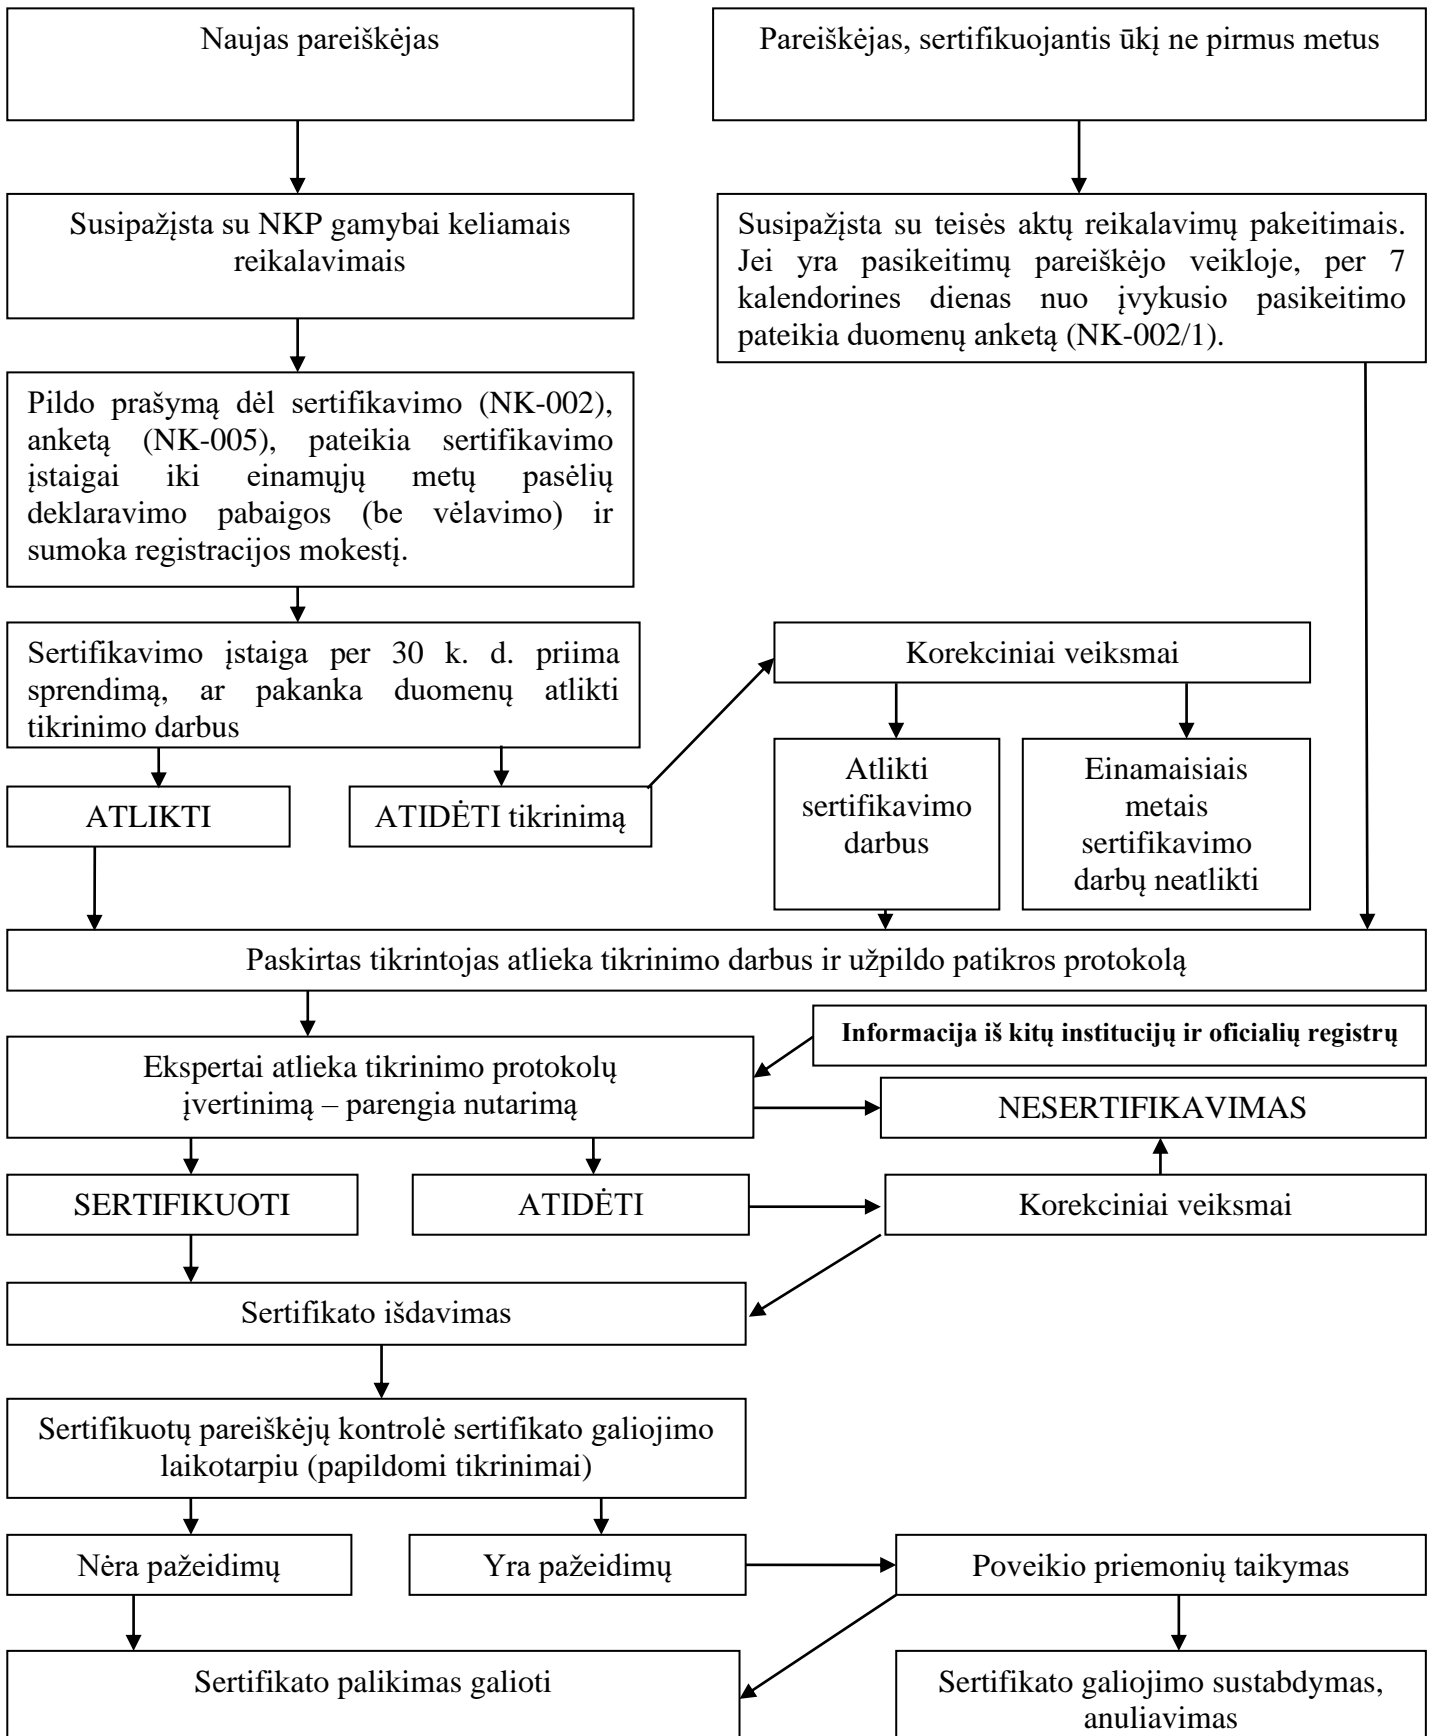 Naujas pareiškėjas
Pareiškėjas, sertifikuojantis ūkį ne pirmus metus
Susipažįsta su NKP gamybai keliamais
reikalavimais
Susipažįsta su teisės aktų reikalavimų pakeitimais.
Jei yra pasikeitimų pareiškėjo veikloje, per 7
kalendorines dienas nuo įvykusio pasikeitimo
pateikia duomenų anketą (NK-002/1).
Pildo prašymą dėl sertifikavimo (NK-002),
anketą (NK-005), pateikia sertifikavimo
įstaigai iki einamųjų metų pasėlių
deklaravimo pabaigos (be vėlavimo) ir
sumoka registracijos mokestį.
Sertifikavimo įstaiga per 30 k. d. priima
sprendimą, ar pakanka duomenų atlikti
tikrinimo darbus
Korekciniai veiksmai
ATLIKTI
ATIDĖTI tikrinimą
Atlikti
sertifikavimo
darbus
Einamaisiais
metais
sertifikavimo
darbų neatlikti
Paskirtas tikrintojas atlieka tikrinimo darbus ir užpildo patikros protokolą
Informacija iš kitų institucijų ir oficialių registrų
Ekspertai atlieka tikrinimo protokolų
įvertinimą – parengia nutarimą
NESERTIFIKAVIMAS
SERTIFIKUOTI
ATIDĖTI
Korekciniai veiksmai
Sertifikato išdavimas
Sertifikuotų pareiškėjų kontrolė sertifikato galiojimo
laikotarpiu (papildomi tikrinimai)
Nėra pažeidimų
Yra pažeidimų
Poveikio priemonių taikymas
Sertifikato palikimas galioti
Sertifikato galiojimo sustabdymas,
anuliavimas